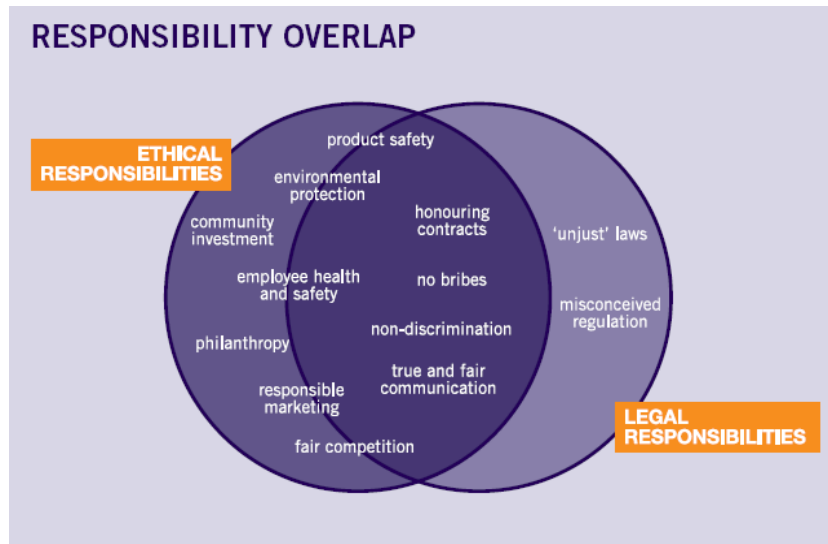 RESPONSIBILITY OVERLAP
ETHICAL
RESPONSIBILITIES
product safety
environmental
protection
community
investment
honouring
contracts
'unjust' laws
employee health
and safety
no bribes
misconceived
regulation
philanthropy
non-discrimination
true and fair
communication
responsible
marketing
fair competition
LEGAL
RESPONSIBILITIES